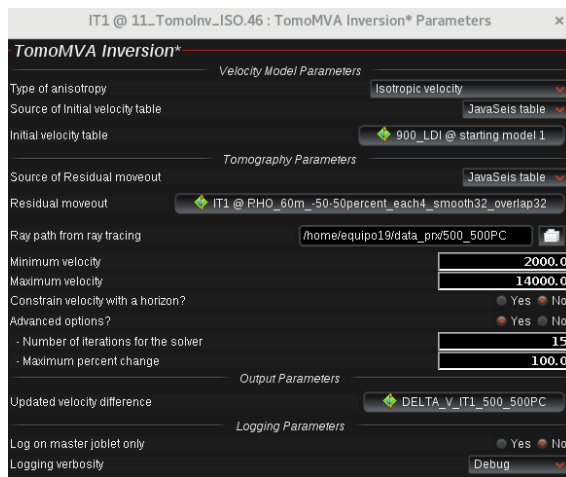 IT1 @ 11_TomoInv_ISO.46 : TomoMVA Inversion* Parameters ×
TomoMVA Inversion*
Velocity Model Parameters
Type of anisotropy Isotropic velocity
Source of Initial velocity table JavaSeis table
Initial velocity table 900_LDI @ starting model 1
Tomography Parameters
Source of Residual moveout JavaSeis table
Residual moveout IT1 @ RHO_60m_-50-50percent_each4_smooth32_overlap32
Ray path from ray tracing /home/equipo19/data_prx/500_500PC
Minimum velocity 2000.0
Maximum velocity 14000.0
Constrain velocity with a horizon? Yes No
Advanced options? Yes No
- Number of iterations for the solver 15
- Maximum percent change 100.0
Output Parameters
Updated velocity difference DELTA_V_IT1_500_500PC
Logging Parameters
Log on master joblet only Yes No
Logging verbosity Debug